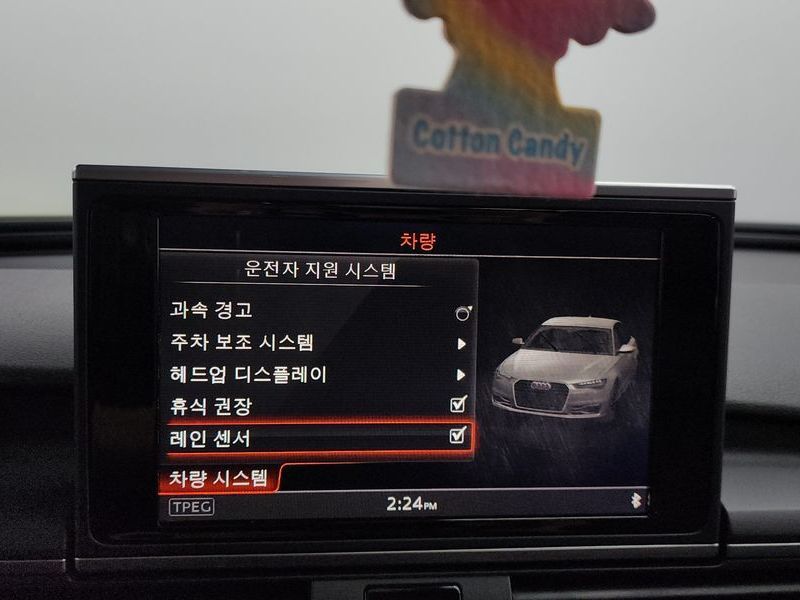 Cotton Candy
차량
운전자 지원 시스템
과속 경고
주차 보조 시스템
헤드업 디스플레이
휴식 권장
레인 센서
차량 시스템
TPEG
2:24PM